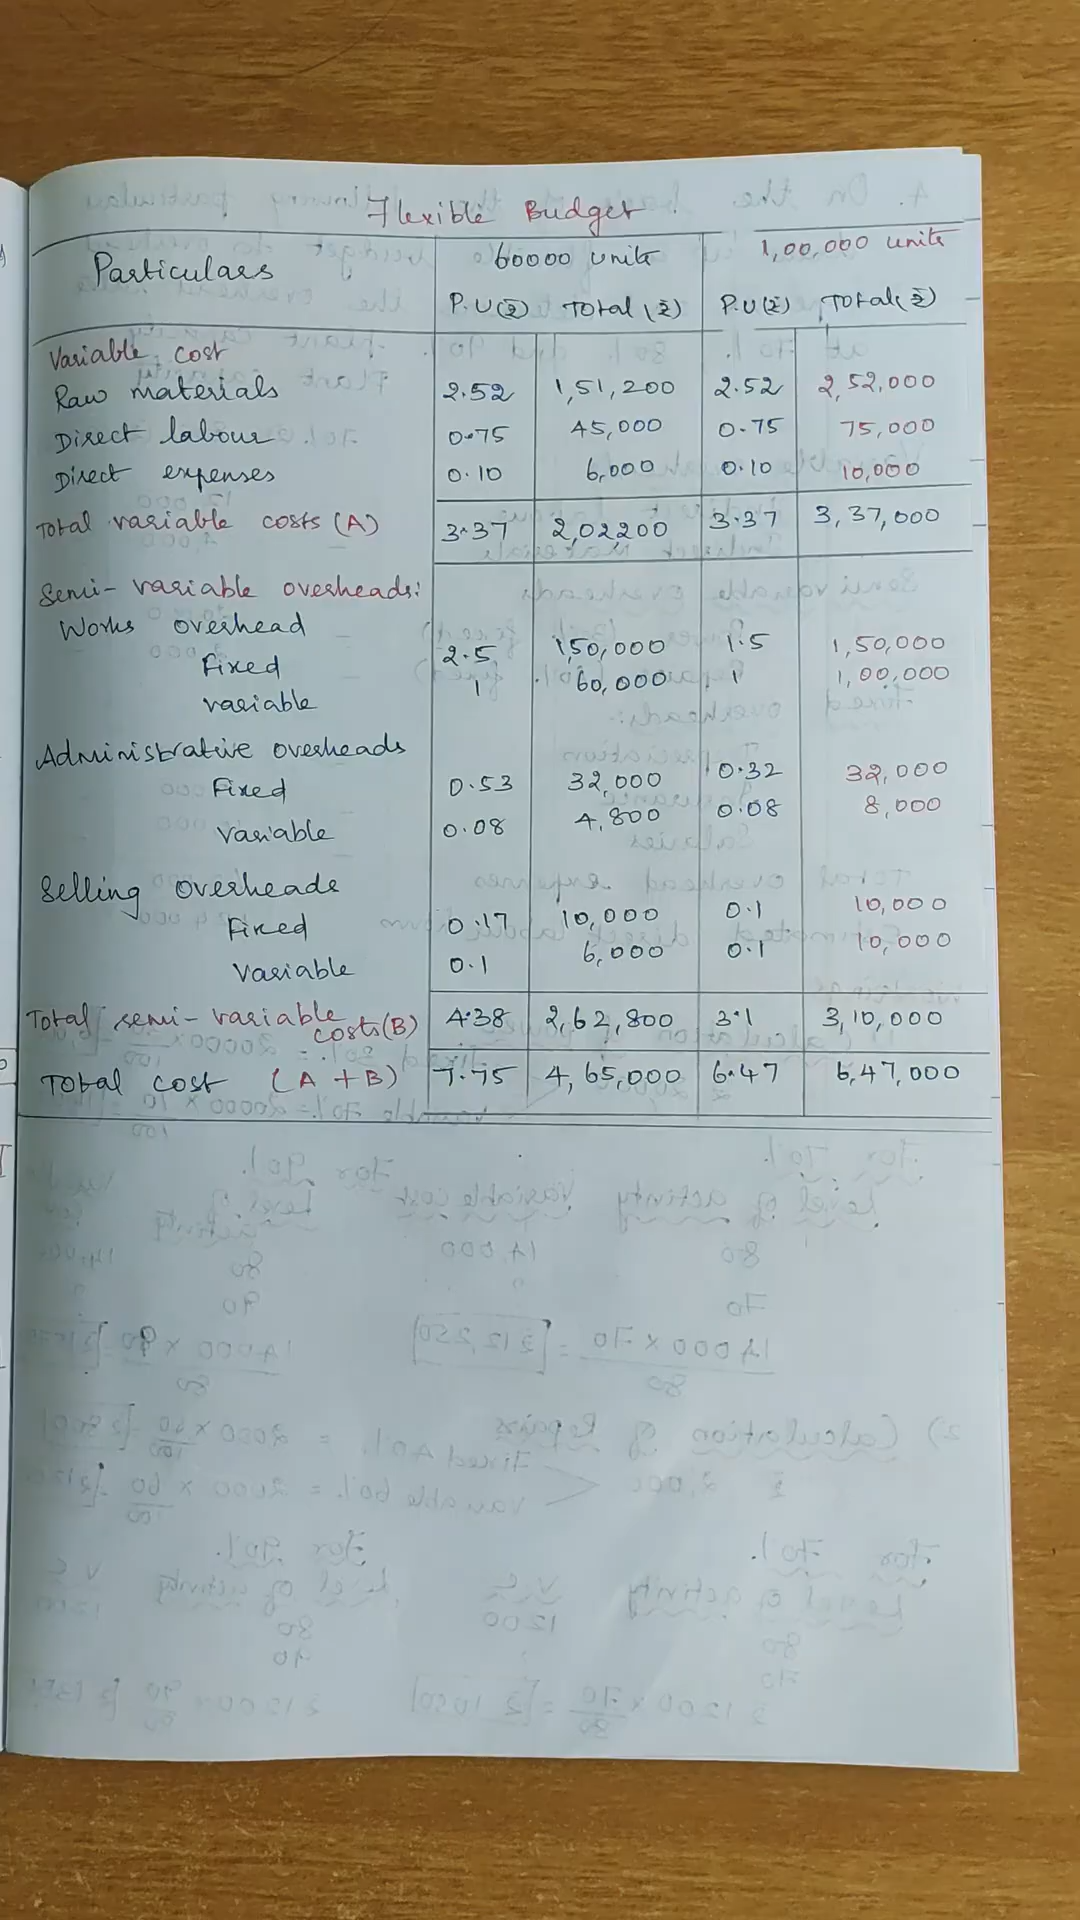 Flexible Budget
Particulars 60000 units 1,00,000 units
P.U(₹) Total (₹) P.U(₹) Total(₹)
Variable cost
Raw materials 2.52 1,51,200 2.52 2,52,000
Direct labour 0.75 45,000 0.75 75,000
Direct expenses 0.10 6,000 0.10 10,000
Total variable costs (A) 3.37 2,02,200 3.37 3,37,000
Semi-variable overheads:
Works overhead
Fixed 2.5 1,50,000 1.5 1,50,000
variable 1 60,000 1 1,00,000
Administrative overheads
Fixed 0.53 32,000 0.32 32,000
Variable 0.08 4,800 0.08 8,000
Selling overheads
Fixed 0.17 10,000 0.1 10,000
Variable 0.1 6,000 0.1 10,000
Total semi-variable costs(B) 4.38 2,62,800 3.1 3,10,000
Total cost (A+B) 7.75 4,65,000 6.47 6,47,000